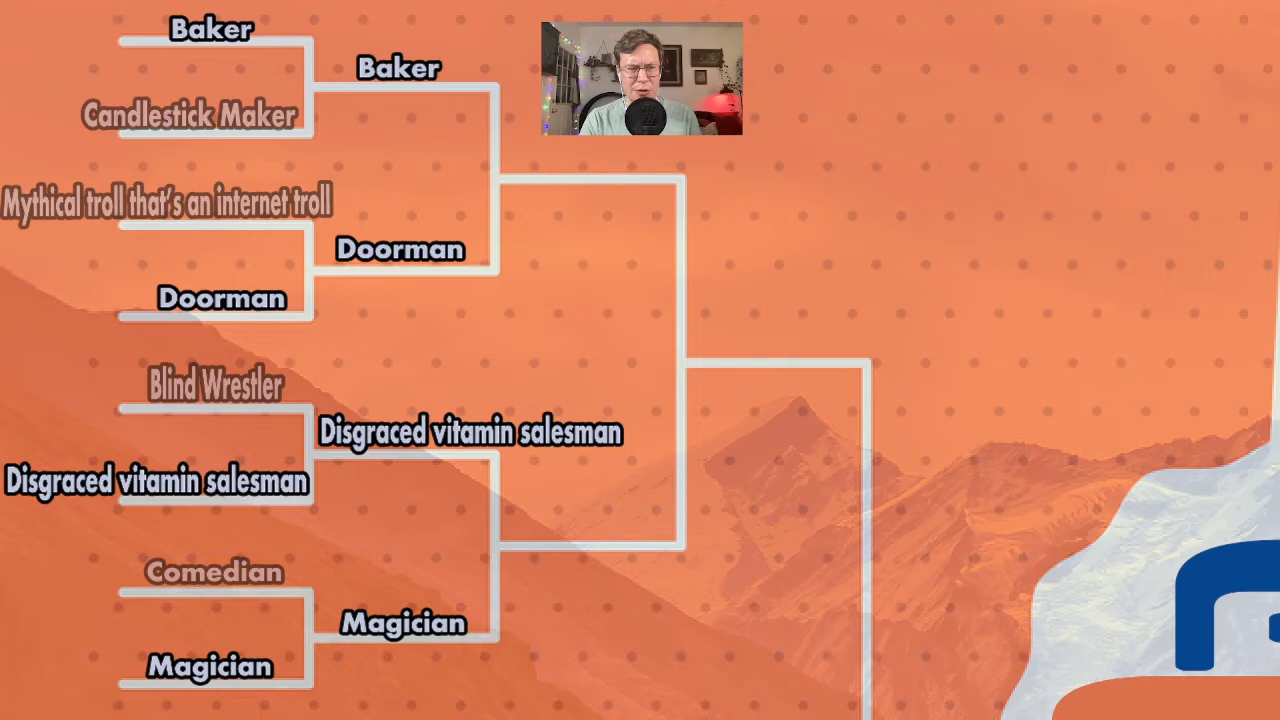 Baker
Baker
Candlestick Maker
Mythical troll that's an internet troll
Doorman
Doorman
Blind Wrestler
Disgraced vitamin salesman
Disgraced vitamin salesman
Comedian
Magician
Magician